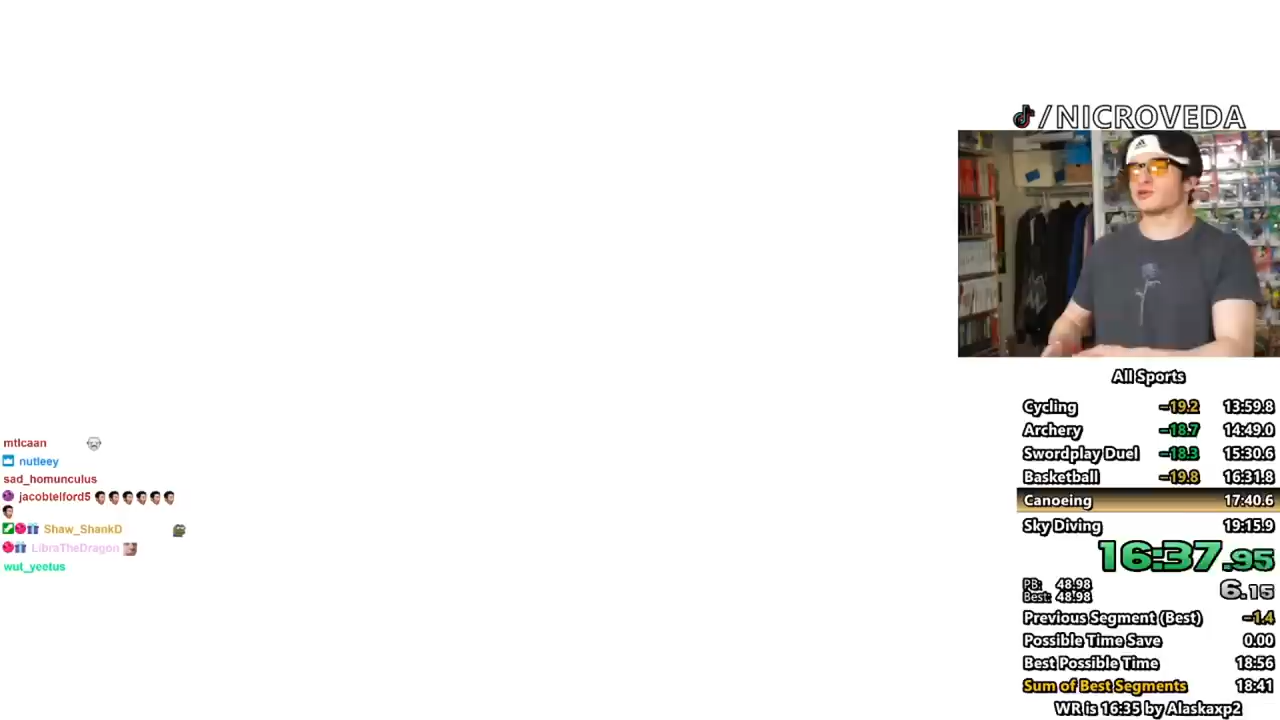 /NICROVEDA
All Sports
Cycling -19.2 13:59.8
Archery -18.7 14:49.0
Swordplay Duel -18.3 15:30.6
Basketball -19.8 16:31.8
Canoeing 17:40.6
Sky Diving 19:15.9
16:37.95
PB: 48.98
Best: 48.98
6.15
Previous Segment (Best) -1.4
Possible Time Save 0.00
Best Possible Time 18:56
Sum of Best Segments 18:41
WR is 16:35 by Alaskaxp2
mtlcaan
nutleey
sad_homunculus
jacobtelford5
Shaw_ShankD
LibraTheDragon
wut_yeetus